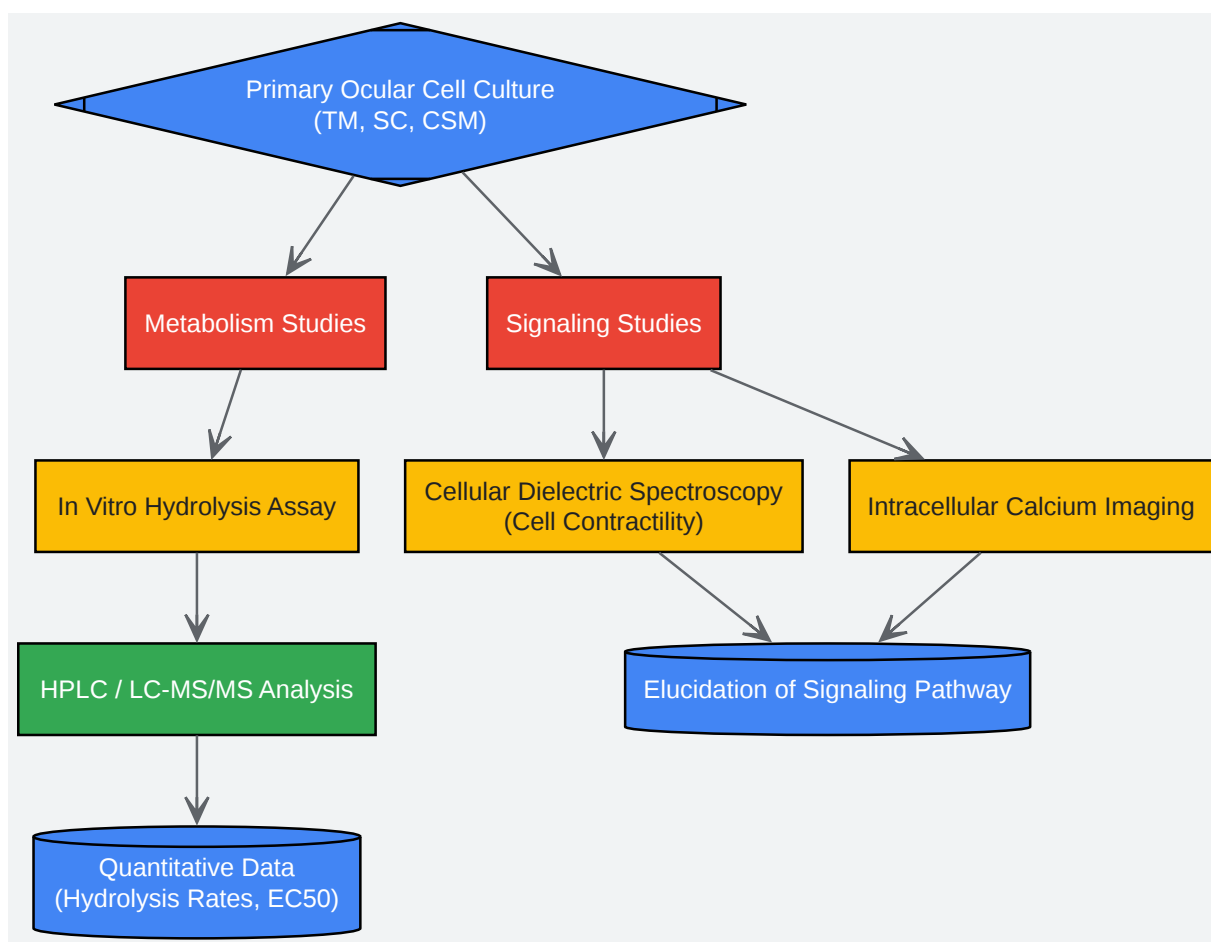 Primary Ocular Cell Culture
(TM, SC, CSM)
Metabolism Studies
Signaling Studies
In Vitro Hydrolysis Assay
Cellular Dielectric Spectroscopy
(Cell Contractility)
Intracellular Calcium Imaging
HPLC / LC-MS/MS Analysis
Elucidation of Signaling Pathway
Quantitative Data
(Hydrolysis Rates, EC50)